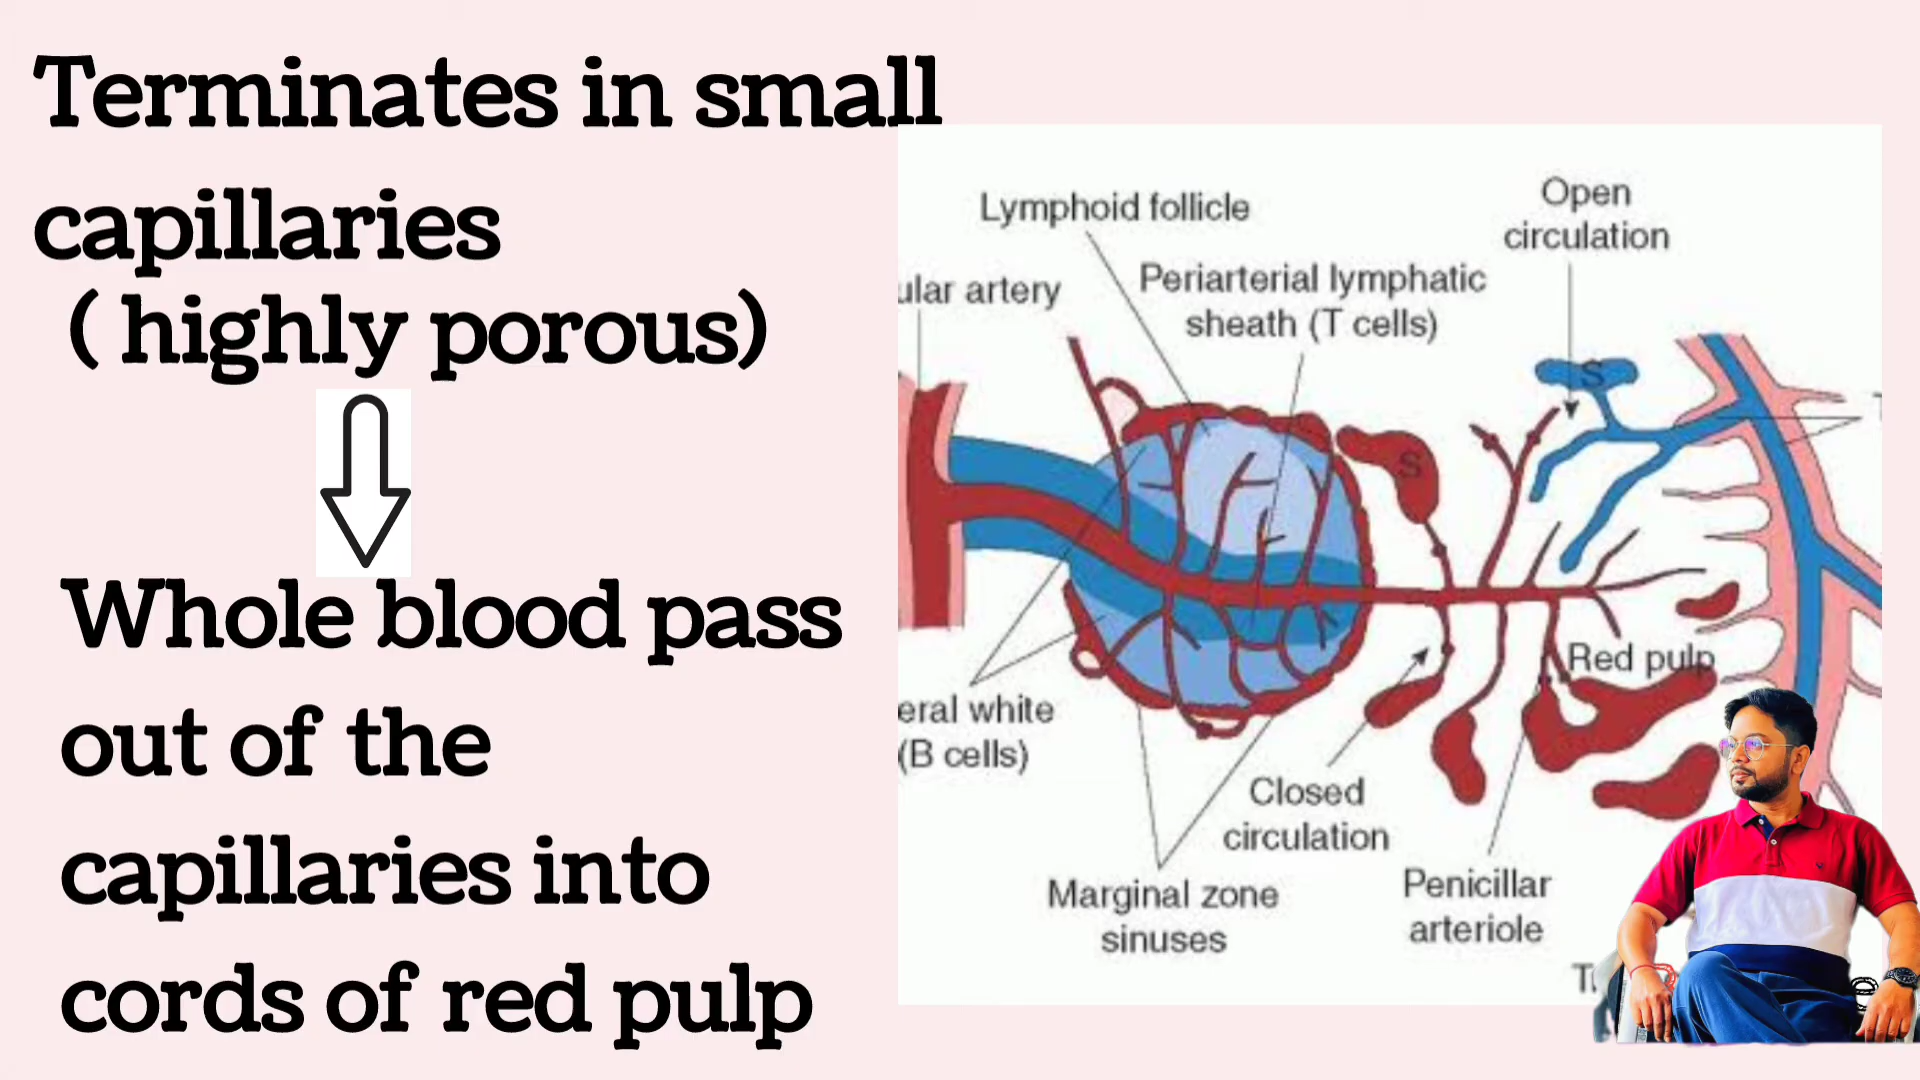 Terminates in small
capillaries
( highly porous)
Whole blood pass
out of the
capillaries into
cords of red pulp
Lymphoid follicle
Open
circulation
ular artery
Periarterial lymphatic
sheath (T cells)
S
S
Red pulp
eral white
(B cells)
Closed
circulation
Marginal zone
sinuses
Penicillar
arteriole